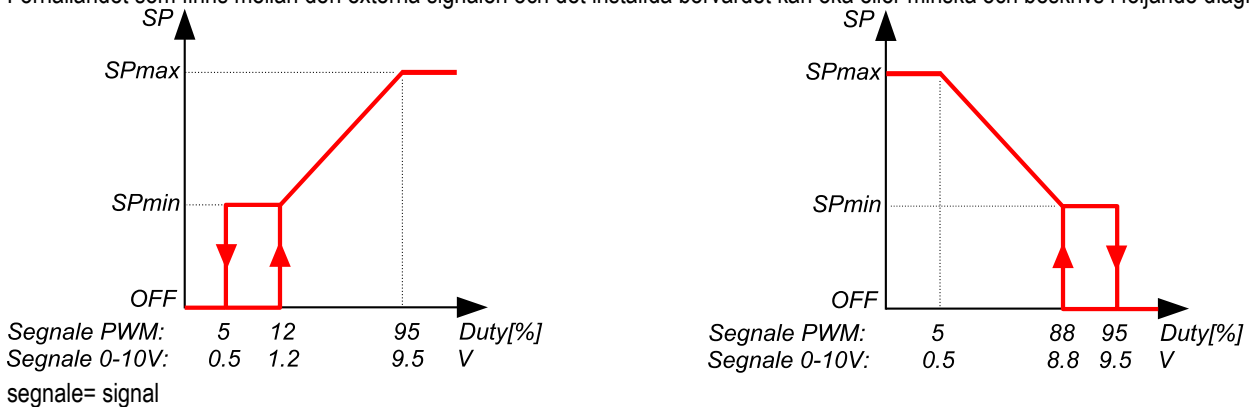 SP
SPmax
SPmin
OFF
Segnale PWM: 5 12 95 Duty[%]
Segnale 0-10V: 0.5 1.2 9.5 V
SP
SPmax
SPmin
OFF
Segnale PWM: 5 88 95 Duty[%]
Segnale 0-10V: 0.5 8.8 9.5 V
segnale= signal